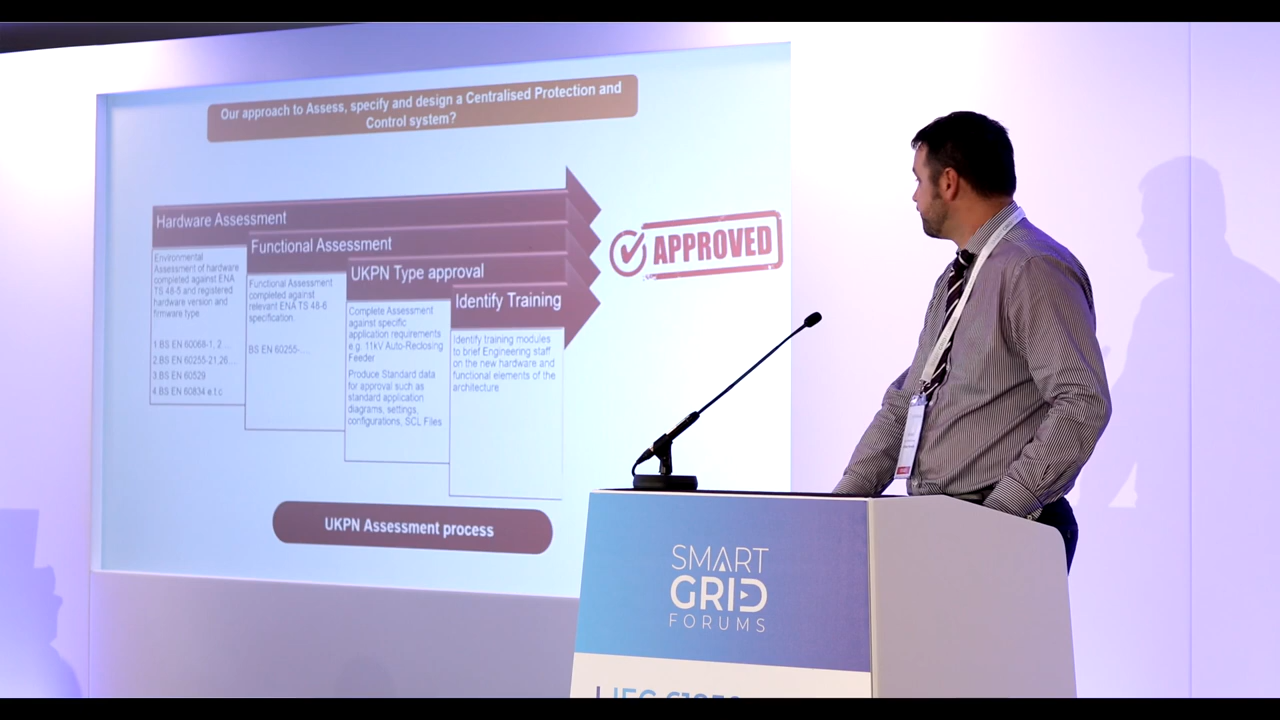 Our approach to Assess, specify and design a Centralised Protection and
Control system?
Hardware Assessment
Environmental
Assessment of hardware
completed against ENA
TS 48-5 and registered
hardware version and
firmware type
1 BS EN 60068-1, 2 ...
2.BS EN 60255-21,26...
3.BS EN 60529
4.BS EN 60834 e.t.c
Functional Assessment
Functional Assessment
completed against
relevant ENA TS 48-6
specification.
BS EN 60255-...
UKPN Type approval
Complete Assessment
against specific
application requirements
e.g. 11kV Auto-Reclosing
Feeder
Produce Standard data
for approval such as
standard application
diagrams, settings,
configurations, SCL Files
Identify Training
Identify training modules
to brief Engineering staff
on the new hardware and
functional elements of the
architecture
APPROVED
UKPN Assessment process
SMART
GRID
FORUMS